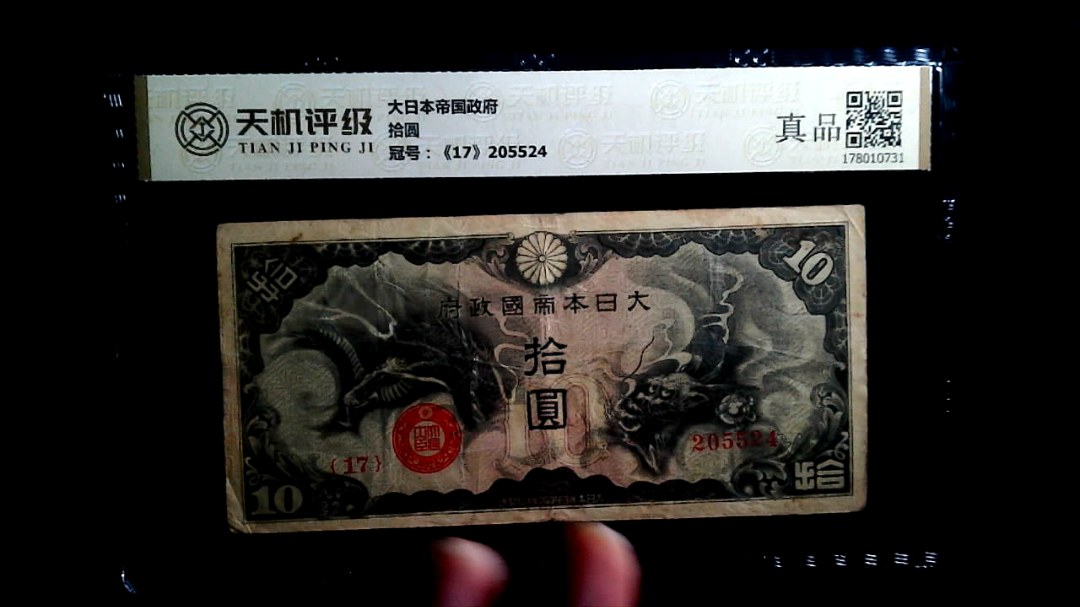 天机评级
TIAN JI PING JI
大日本帝国政府
拾圆
冠号：《17》205524
真品
178010731
拾
10
府政國帝本日大
拾
圓
10
{17}
205524
10
拾